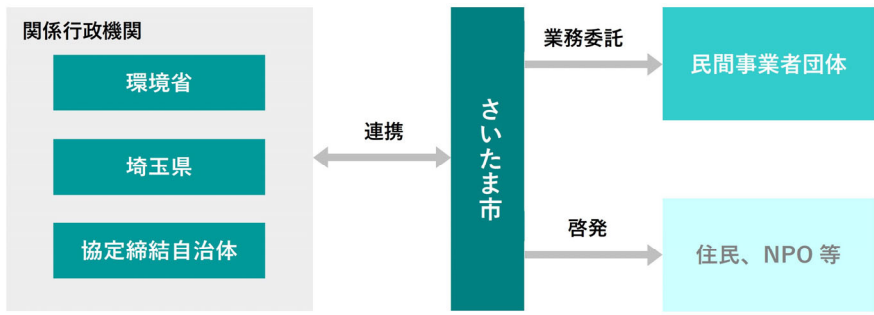 関係行政機関
環境省
埼玉県
協定締結自治体
連携
さいたま市
業務委託
民間事業者団体
啓発
住民、NPO 等